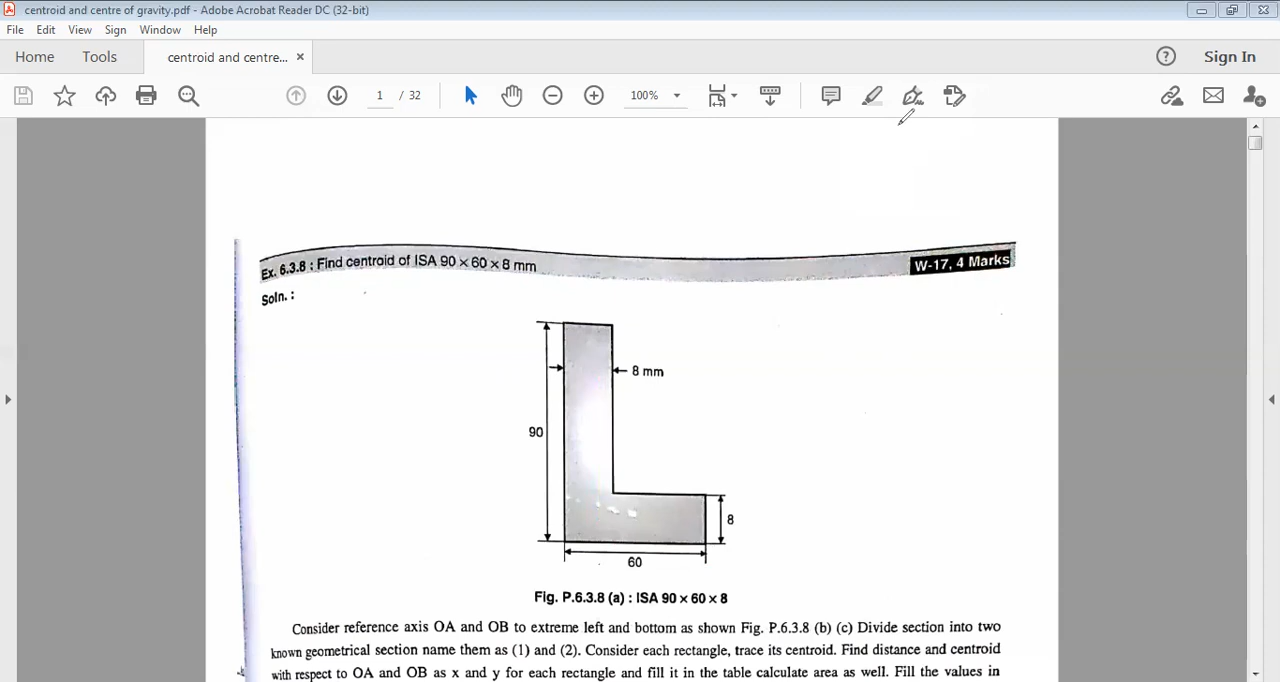 centroid and centre of gravity.pdf - Adobe Acrobat Reader DC (32-bit)
File Edit View Sign Window Help
Home Tools centroid and centre... × ? Sign In
1 / 32 100%
Ex. 6.3.8 : Find centroid of ISA 90 × 60 × 8 mm W-17, 4 Marks
Soln. :
8 mm
90
8
60
Fig. P.6.3.8 (a) : ISA 90 × 60 × 8
Consider reference axis OA and OB to extreme left and bottom as shown Fig. P.6.3.8 (b) (c) Divide section into two
known geometrical section name them as (1) and (2). Consider each rectangle, trace its centroid. Find distance and centroid
with respect to OA and OB as x and y for each rectangle and fill it in the table calculate area as well. Fill the values in